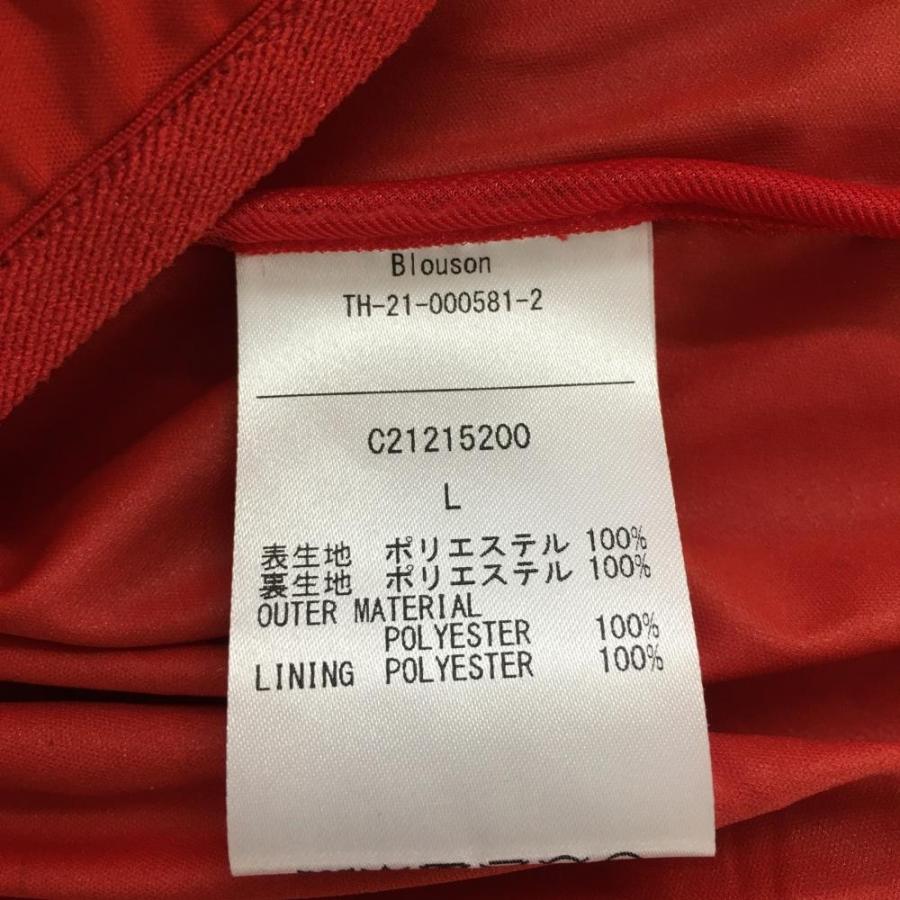 Blouson
TH-21-000581-2
C21215200
L
表生地 ポリエステル 100%
裏生地 ポリエステル 100%
OUTER MATERIAL
POLYESTER 100%
LINING POLYESTER 100%